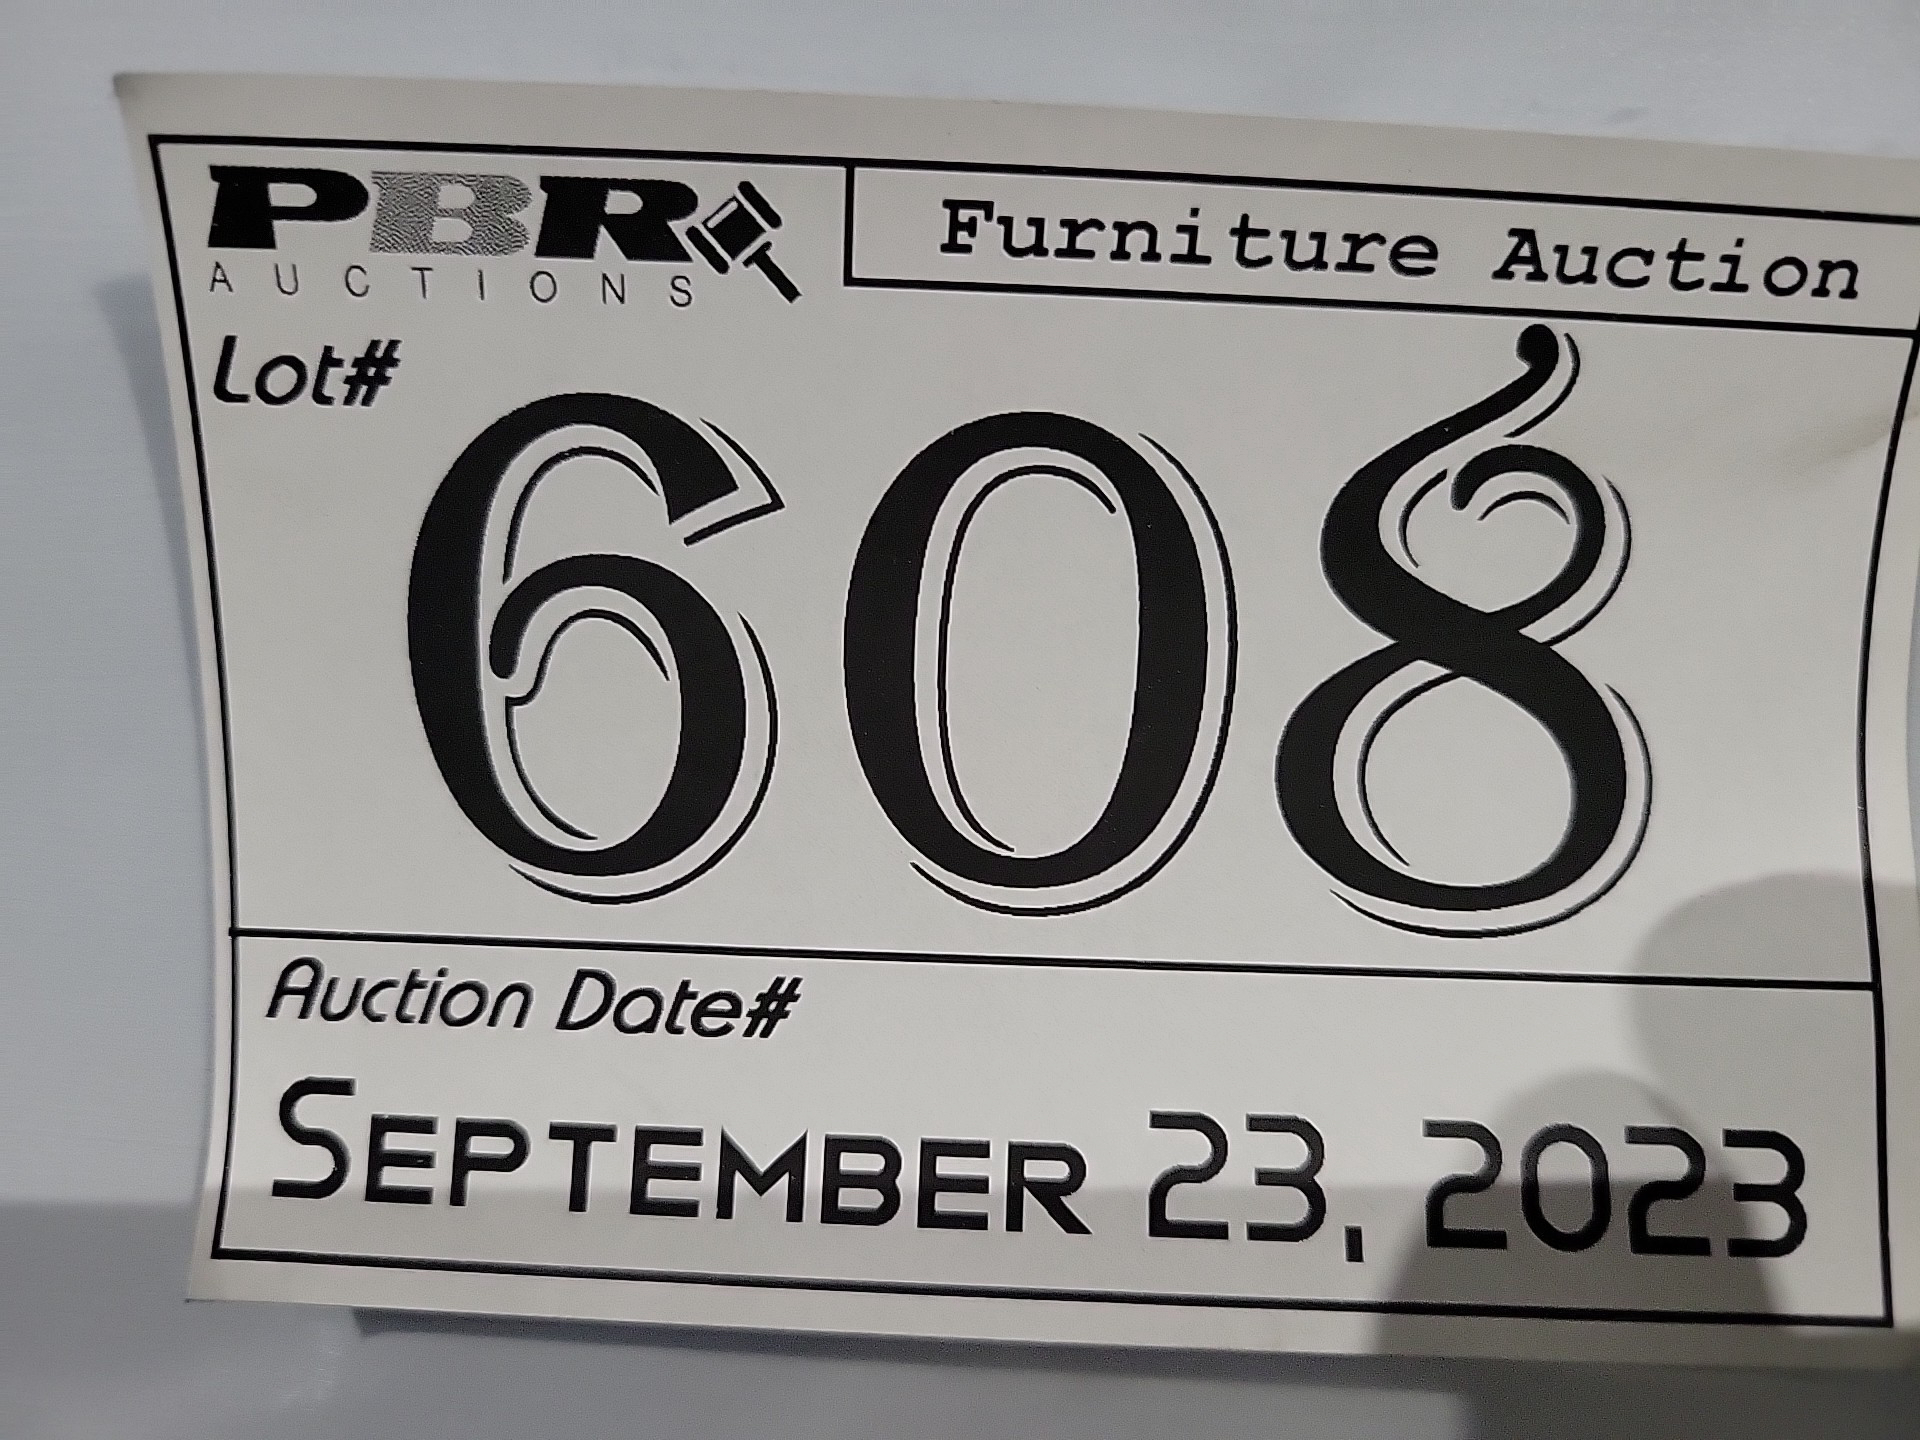 PBR
AUCTIONS
Furniture Auction
Lot#
608
Auction Date#
SEPTEMBER 23, 2023